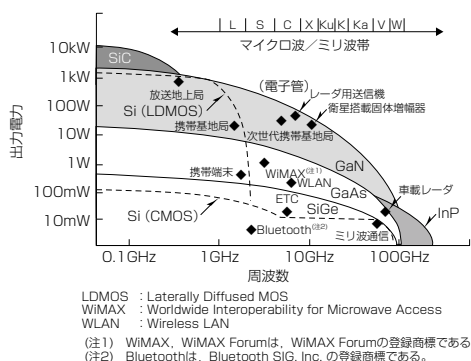 L S C X Ku K Ka V W
マイクロ波／ミリ波帯
10kW
1kW
100W
10W
1W
100mW
10mW
出力電力
SiC
放送地上局
Si（LDMOS）
携帯基地局
（電子管）
レーダ用送信機
衛星搭載固体増幅器
次世代携帯基地局
GaN
携帯端末
WiMAX(注1)
WLAN
GaAs
車載レーダ
ETC
SiGe
InP
Si（CMOS）
Bluetooth(注2)
ミリ波通信
0.1GHz 1GHz 10GHz 100GHz
周波数
LDMOS : Laterally Diffused MOS
WiMAX : Worldwide Interoperability for Microwave Access
WLAN : Wireless LAN
(注1) WiMAX，WiMAX Forumは，WiMAX Forumの登録商標である
(注2) Bluetoothは，Bluetooth SIG, Inc. の登録商標である。